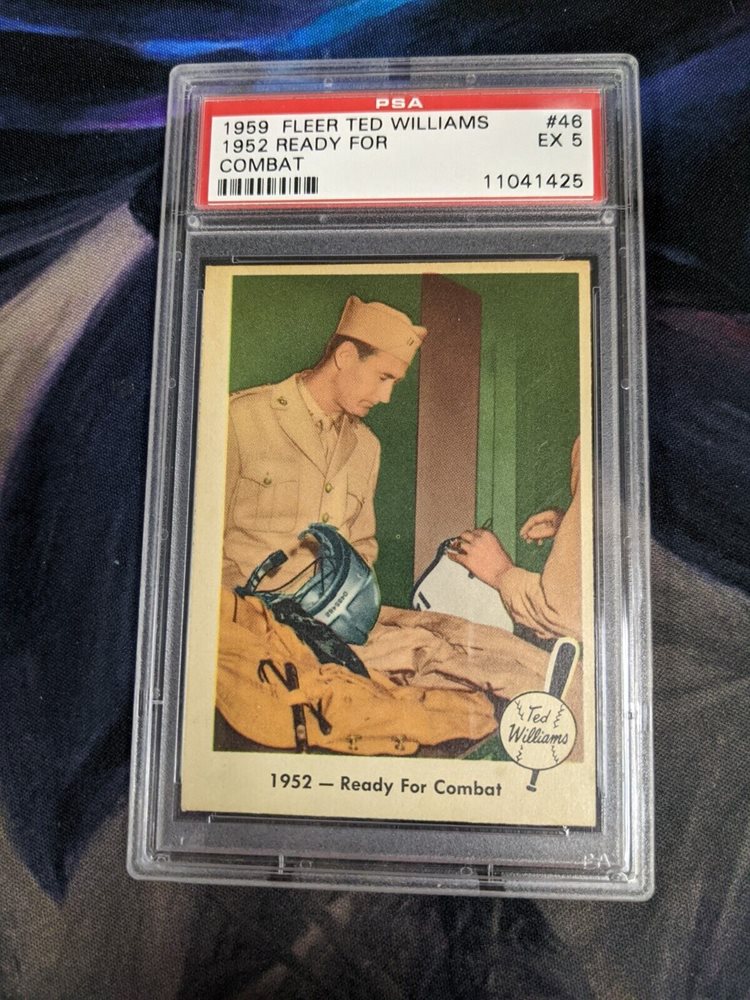 PSA
1959 FLEER TED WILLIAMS #46
1952 READY FOR EX 5
COMBAT
11041425
Ted
Williams
1952 — Ready For Combat